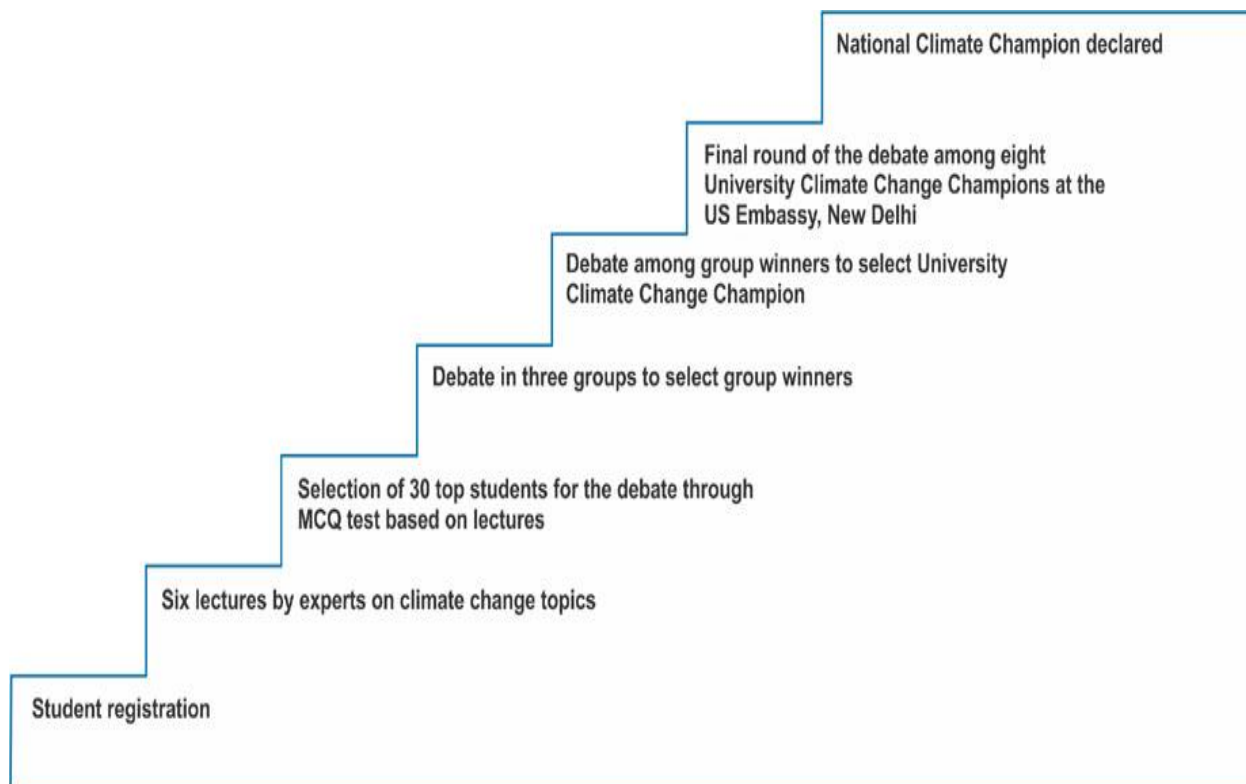 National Climate Champion declared
Final round of the debate among eight
University Climate Change Champions at the
US Embassy, New Delhi
Debate among group winners to select University
Climate Change Champion
Debate in three groups to select group winners
Selection of 30 top students for the debate through
MCQ test based on lectures
Six lectures by experts on climate change topics
Student registration